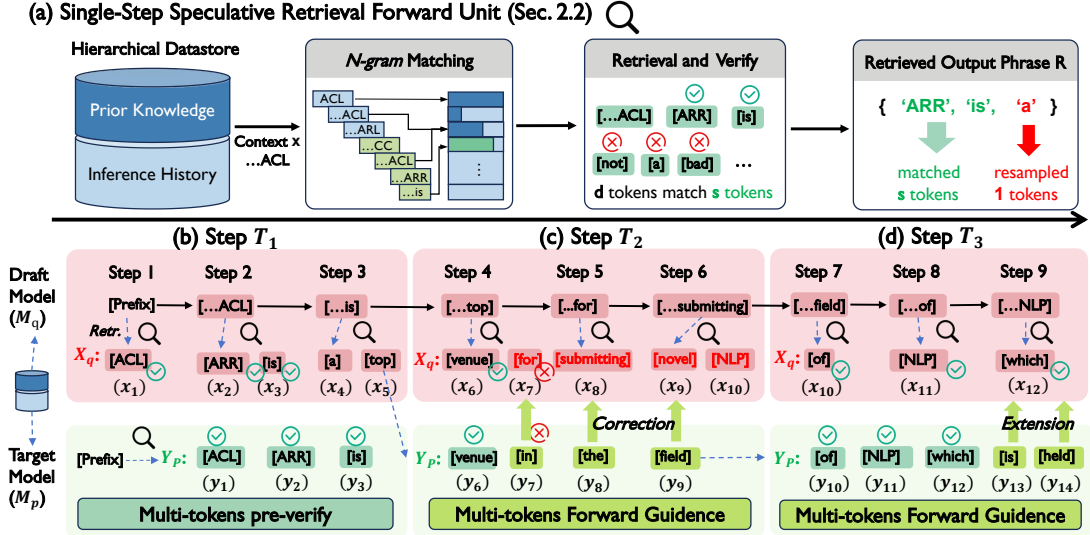 (a) Single-Step Speculative Retrieval Forward Unit (Sec. 2.2)
Hierarchical Datastore
Prior Knowledge
Inference History
Context x
...ACL
N-gram Matching
ACL
...ACL
...ARL
...CC
...ACL
...ARR
...is
Retrieval and Verify
[...ACL] [ARR] [is]
[not] [a] [bad] ...
d tokens match s tokens
Retrieved Output Phrase R
{ 'ARR', 'is', 'a' }
matched
s tokens
resampled
1 tokens
(b) Step T1
(c) Step T2
(d) Step T3
Draft
Model
(Mq)
Step 1 Step 2 Step 3 Step 4 Step 5 Step 6 Step 7 Step 8 Step 9
[Prefix] [...ACL] [...is] [...top] [...for] [...submitting] [...field] [...of] [...NLP]
Retr.
Xq: [ACL] [ARR] [is] [a] [top] Xq: [venue] [for] [submitting] [novel] [NLP] Xq: [of] [NLP] [which]
(x1) (x2) (x3) (x4) (x5) (x6) (x7) (x8) (x9) (x10) (x10) (x11) (x12)
Correction
Extension
Target
Model
(Mp)
[Prefix] YP: [ACL] [ARR] [is] YP: [venue] [in] [the] [field] YP: [of] [NLP] [which] [is] [held]
(y1) (y2) (y3) (y6) (y7) (y8) (y9) (y10) (y11) (y12) (y13) (y14)
Multi-tokens pre-verify
Multi-tokens Forward Guidence
Multi-tokens Forward Guidence